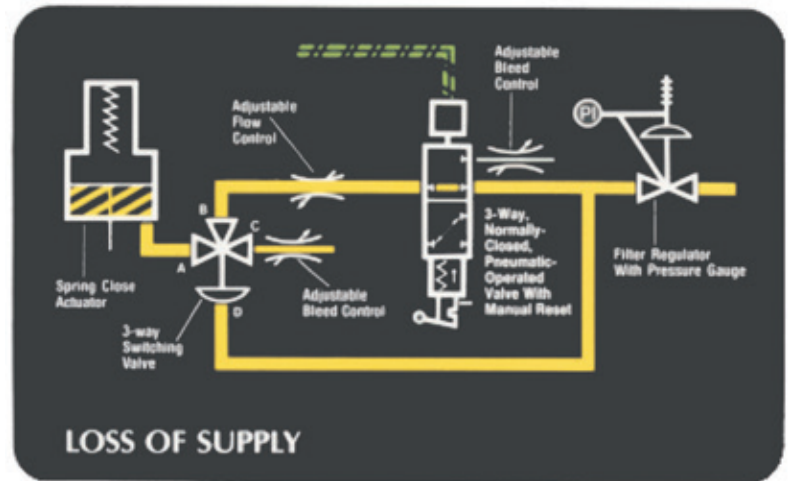 Adjustable
Bleed
Control
Adjustable
Flow
Control
PI
B
C
A
D
3-Way,
Normally-
Closed,
Pneumatic-
Operated
Valve With
Manual Reset
Filter Regulator
With Pressure Gauge
Spring Close
Actuator
Adjustable
Bleed Control
3-way
Switching
Valve
LOSS OF SUPPLY